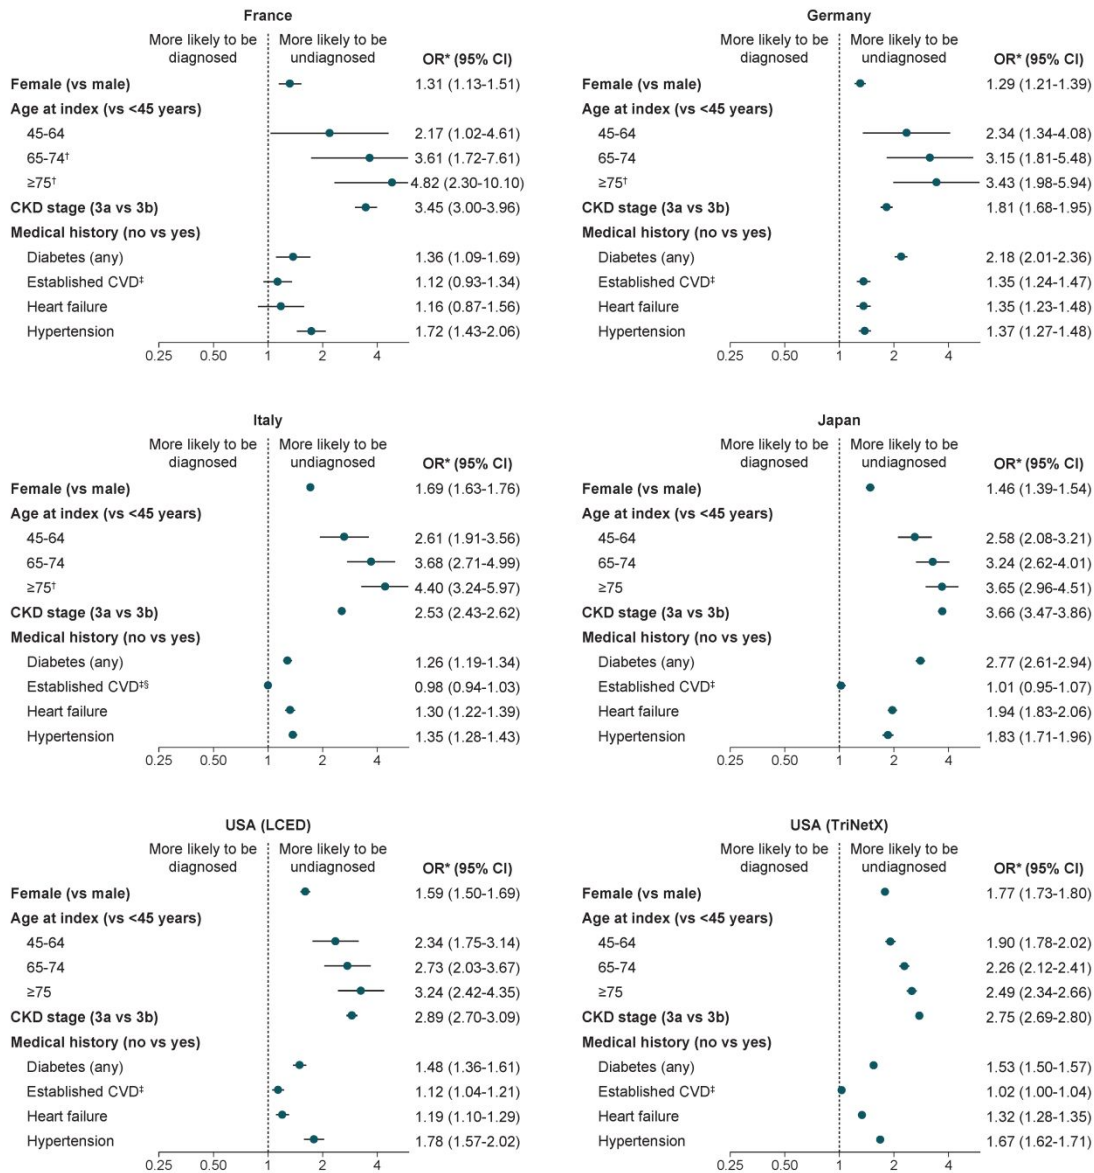 France
More likely to be diagnosed More likely to be undiagnosed OR* (95% CI)
Female (vs male) 1.31 (1.13-1.51)
Age at index (vs <45 years)
45-64 2.17 (1.02-4.61)
65-74† 3.61 (1.72-7.61)
≥75† 4.82 (2.30-10.10)
CKD stage (3a vs 3b) 3.45 (3.00-3.96)
Medical history (no vs yes)
Diabetes (any) 1.36 (1.09-1.69)
Established CVD‡ 1.12 (0.93-1.34)
Heart failure 1.16 (0.87-1.56)
Hypertension 1.72 (1.43-2.06)
0.25 0.50 1 2 4
Germany
More likely to be diagnosed More likely to be undiagnosed OR* (95% CI)
Female (vs male) 1.29 (1.21-1.39)
Age at index (vs <45 years)
45-64 2.34 (1.34-4.08)
65-74 3.15 (1.81-5.48)
≥75† 3.43 (1.98-5.94)
CKD stage (3a vs 3b) 1.81 (1.68-1.95)
Medical history (no vs yes)
Diabetes (any) 2.18 (2.01-2.36)
Established CVD‡ 1.35 (1.24-1.47)
Heart failure 1.35 (1.23-1.48)
Hypertension 1.37 (1.27-1.48)
0.25 0.50 1 2 4
Italy
More likely to be diagnosed More likely to be undiagnosed OR* (95% CI)
Female (vs male) 1.69 (1.63-1.76)
Age at index (vs <45 years)
45-64 2.61 (1.91-3.56)
65-74 3.68 (2.71-4.99)
≥75† 4.40 (3.24-5.97)
CKD stage (3a vs 3b) 2.53 (2.43-2.62)
Medical history (no vs yes)
Diabetes (any) 1.26 (1.19-1.34)
Established CVD‡§ 0.98 (0.94-1.03)
Heart failure 1.30 (1.22-1.39)
Hypertension 1.35 (1.28-1.43)
0.25 0.50 1 2 4
Japan
More likely to be diagnosed More likely to be undiagnosed OR* (95% CI)
Female (vs male) 1.46 (1.39-1.54)
Age at index (vs <45 years)
45-64 2.58 (2.08-3.21)
65-74 3.24 (2.62-4.01)
≥75 3.65 (2.96-4.51)
CKD stage (3a vs 3b) 3.66 (3.47-3.86)
Medical history (no vs yes)
Diabetes (any) 2.77 (2.61-2.94)
Established CVD‡ 1.01 (0.95-1.07)
Heart failure 1.94 (1.83-2.06)
Hypertension 1.83 (1.71-1.96)
0.25 0.50 1 2 4
USA (LCED)
More likely to be diagnosed More likely to be undiagnosed OR* (95% CI)
Female (vs male) 1.59 (1.50-1.69)
Age at index (vs <45 years)
45-64 2.34 (1.75-3.14)
65-74 2.73 (2.03-3.67)
≥75 3.24 (2.42-4.35)
CKD stage (3a vs 3b) 2.89 (2.70-3.09)
Medical history (no vs yes)
Diabetes (any) 1.48 (1.36-1.61)
Established CVD‡ 1.12 (1.04-1.21)
Heart failure 1.19 (1.10-1.29)
Hypertension 1.78 (1.57-2.02)
0.25 0.50 1 2 4
USA (TriNetX)
More likely to be diagnosed More likely to be undiagnosed OR* (95% CI)
Female (vs male) 1.77 (1.73-1.80)
Age at index (vs <45 years)
45-64 1.90 (1.78-2.02)
65-74 2.26 (2.12-2.41)
≥75 2.49 (2.34-2.66)
CKD stage (3a vs 3b) 2.75 (2.69-2.80)
Medical history (no vs yes)
Diabetes (any) 1.53 (1.50-1.57)
Established CVD‡ 1.02 (1.00-1.04)
Heart failure 1.32 (1.28-1.35)
Hypertension 1.67 (1.62-1.71)
0.25 0.50 1 2 4